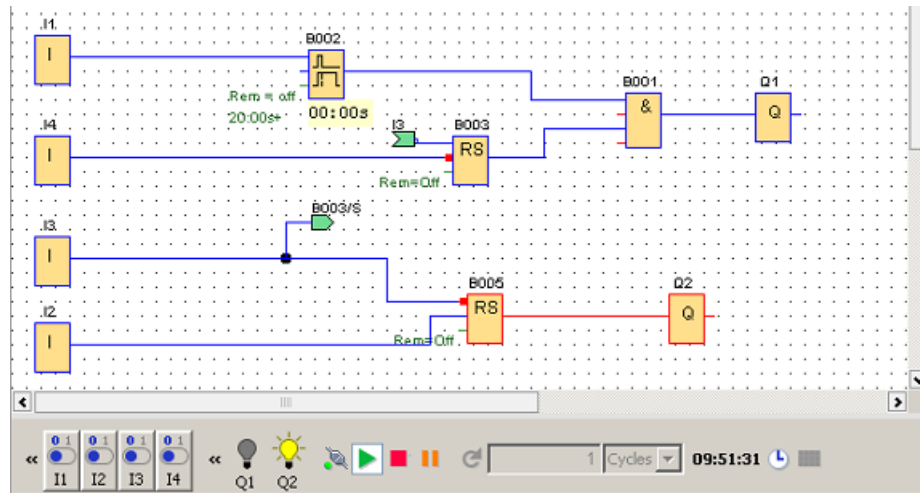 I1
I
B002
Rem = off
20:00s+
00:00s
B001
&
Q1
Q
I4
I
I3
B003
RS
Rem=Off
B003/S
I3
I
B005
RS
Q2
Q
I2
I
Rem=Off
« 0 1 0 1 0 1 0 1 « 1 Cycles 09:51:31
I1 I2 I3 I4 Q1 Q2